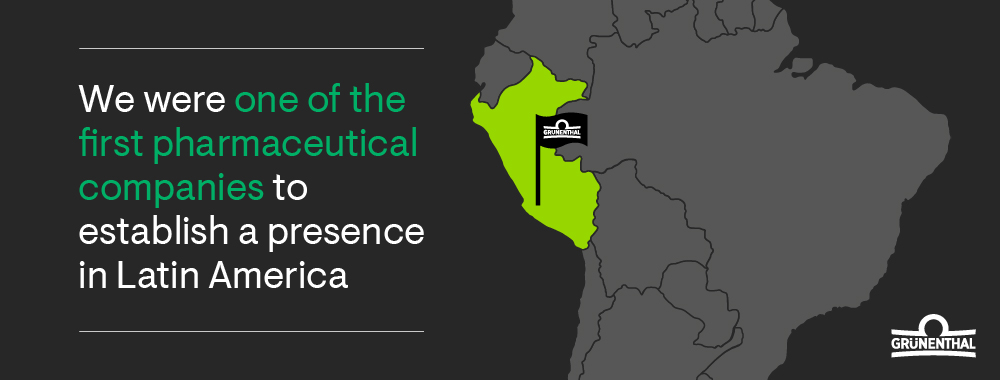 We were one of the
first pharmaceutical
companies to
establish a presence
in Latin America
GRÜNENTHAL
GRÜNENTHAL